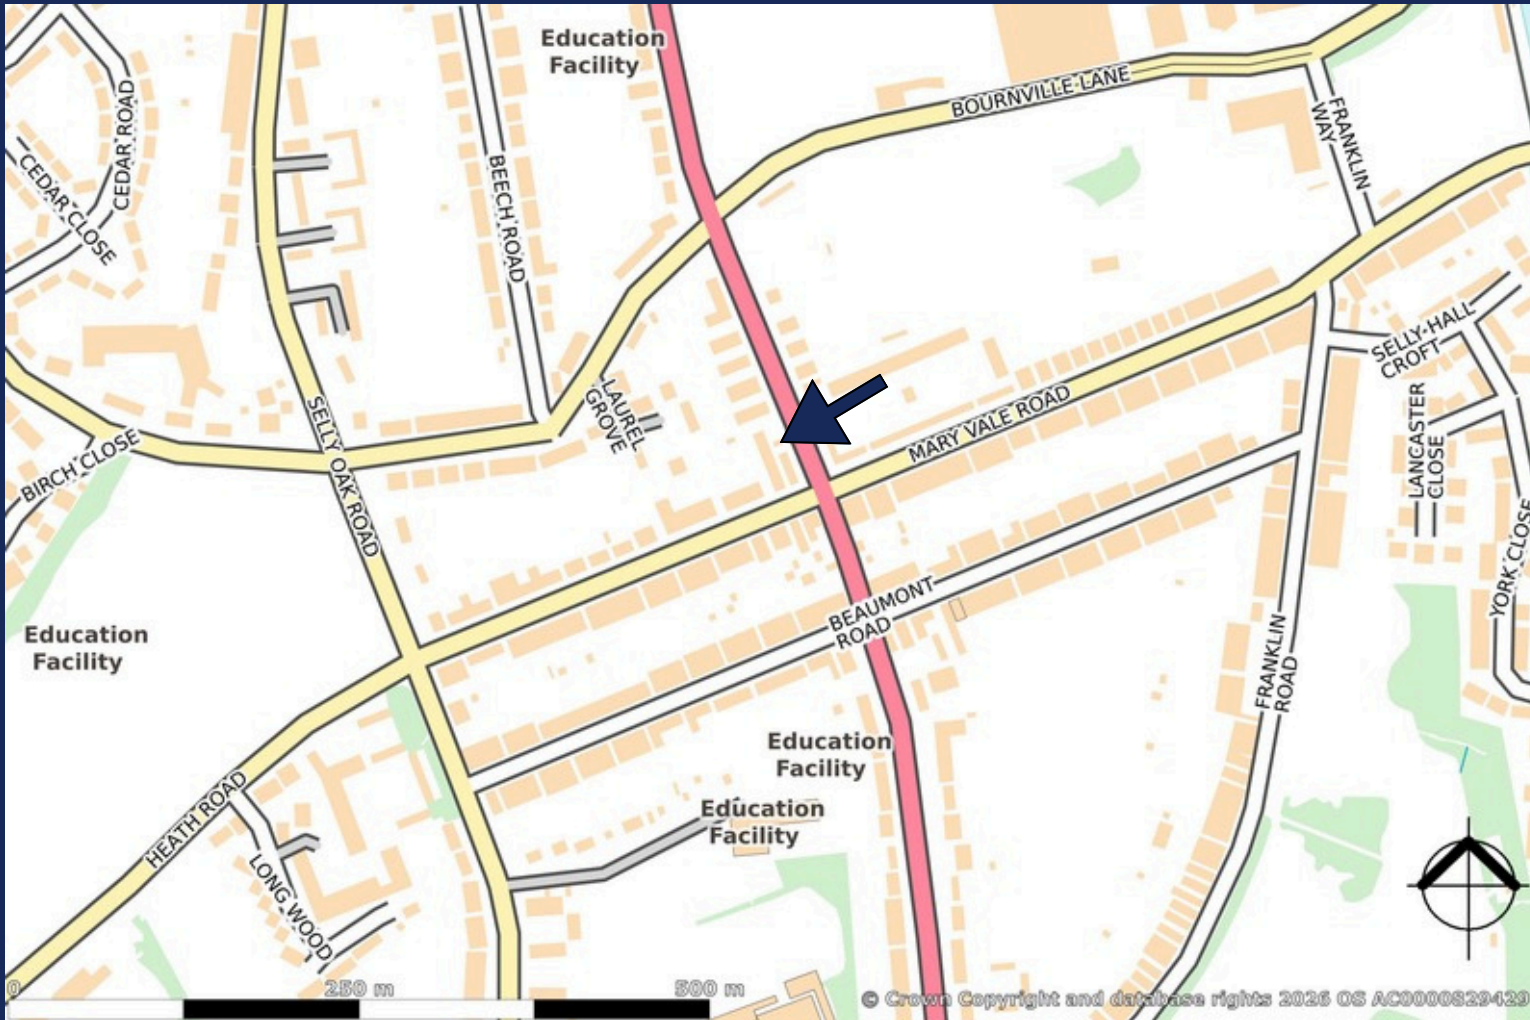 Education
Facility
BOURNVILLE LANE
FRANKLIN
WAY
CEDAR ROAD
CEDAR CLOSE
BEECH ROAD
SELLY HALL
CROFT
LAUREL
GROVE
MARY VALE ROAD
LANCASTER
CLOSE
BIRCH CLOSE
SELLY OAK ROAD
YORK CLOSE
BEAUMONT
ROAD
Education
Facility
FRANKLIN
ROAD
Education
Facility
Education
Facility
HEATH ROAD
LONG WOOD
0
250 m
500 m
© Crown Copyright and database rights 2026 OS AC0000829429